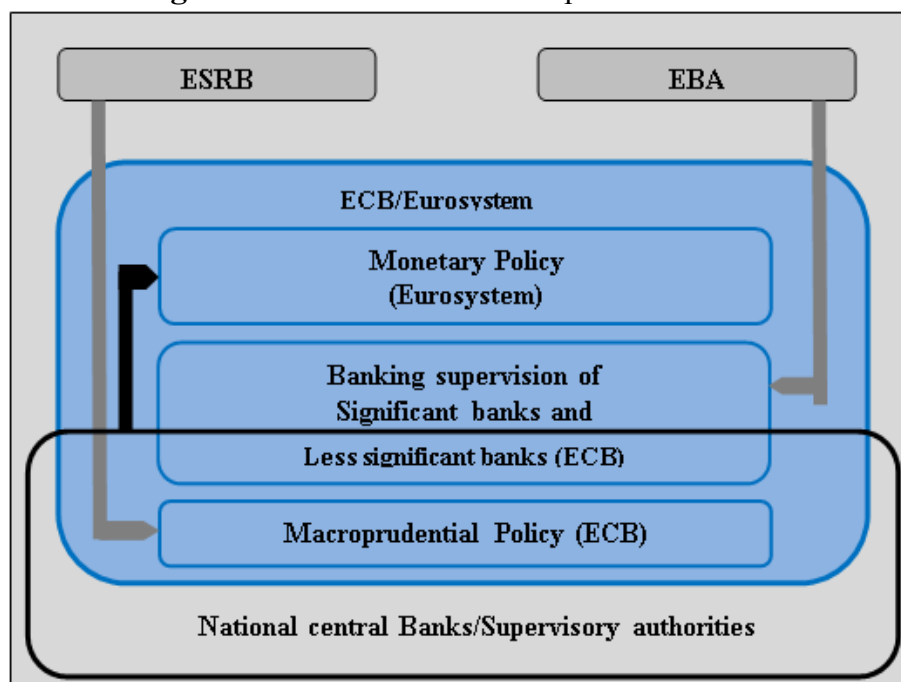 ESRB
EBA
ECB/Eurosystem
Monetary Policy
(Eurosystem)
Banking supervision of
Significant banks and
Less significant banks (ECB)
Macroprudential Policy (ECB)
National central Banks/Supervisory authorities